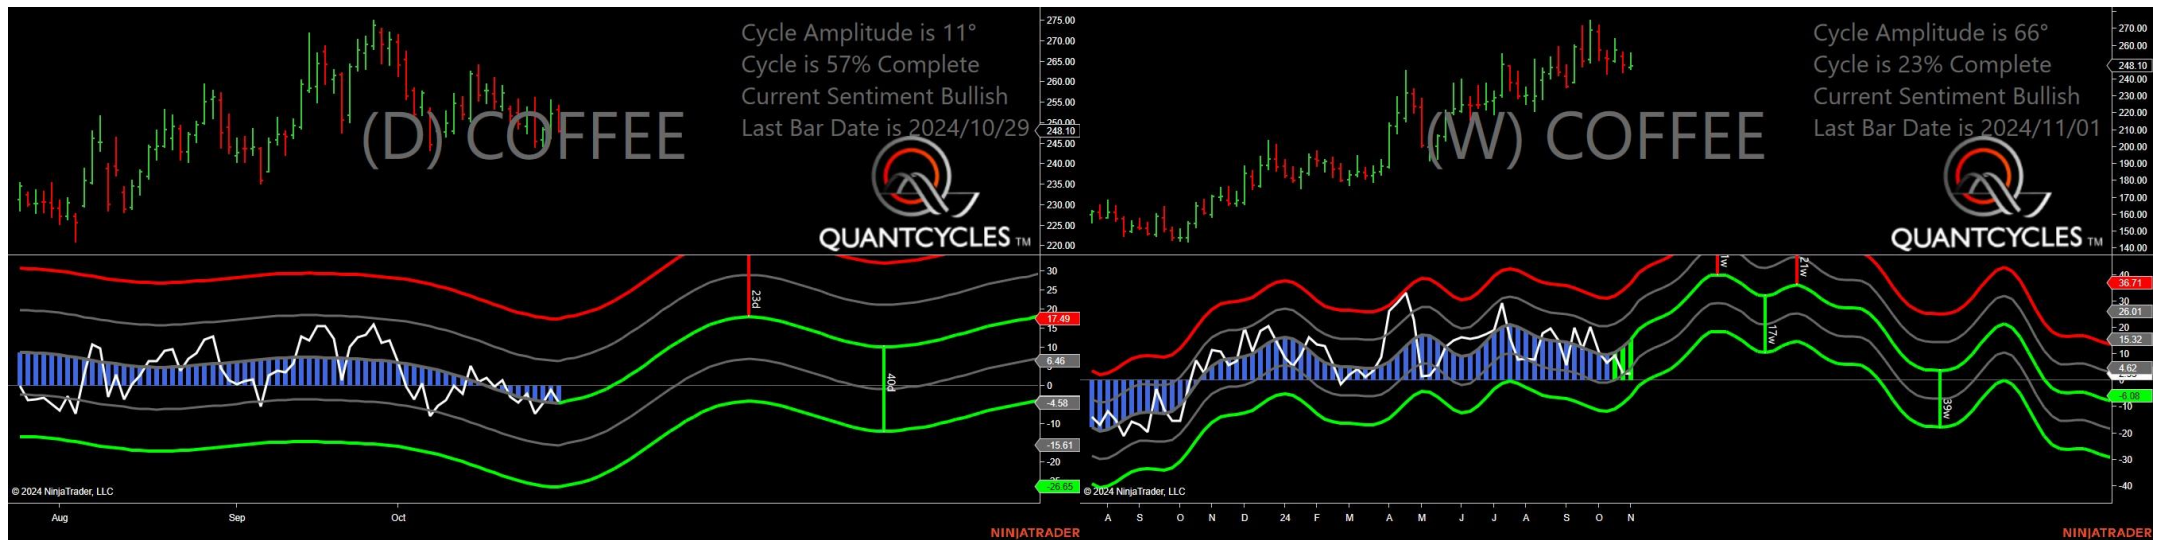 Cycle Amplitude is 11°
Cycle is 57% Complete
Current Sentiment Bullish
Last Bar Date is 2024/10/29
(D) COFFEE
QUANTCYCLES TM
275.00
270.00
265.00
260.00
255.00
250.00
248.10
245.00
240.00
235.00
230.00
225.00
220.00
23d
40d
30
25
20
17.49
15
10
6.46
0
-4.58
-10
-15.61
-20
-26.65
© 2024 NinjaTrader, LLC
Aug
Sep
Oct
NINJATRADER
Cycle Amplitude is 66°
Cycle is 23% Complete
Current Sentiment Bullish
Last Bar Date is 2024/11/01
(W) COFFEE
QUANTCYCLES TM
270.00
260.00
248.10
240.00
230.00
220.00
210.00
200.00
190.00
180.00
170.00
160.00
150.00
140.00
1w
21w
17w
39w
40
36.71
30
26.01
20
15.32
10
4.62
-6.08
-10
-20
-30
-40
© 2024 NinjaTrader, LLC
A S O N D 24 F M A M J J A S O N
NINJATRADER